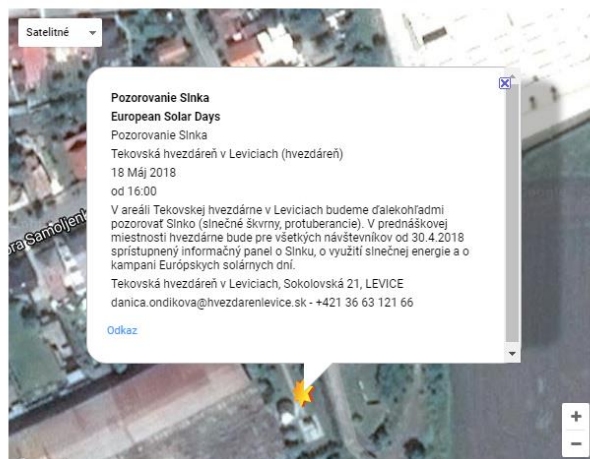 Satelitné
Pozorovanie Slnka
European Solar Days
Pozorovanie Slnka
Tekovská hvezdáreň v Leviciach (hvezdáreň)
18 Máj 2018
od 16:00
V areáli Tekovskej hvezdárne v Leviciach budeme ďalekohľadmi
pozorovať Slnko (slnečné škvrny, protuberancie). V prednáškovej
miestnosti hvezdárne bude pre všetkých návštevníkov od 30.4.2018
sprístupnený informačný panel o Slnku, o využití slnečnej energie a o
kampani Európskych solárnych dní.
Tekovská hvezdáreň v Leviciach, Sokolovská 21, LEVICE
danica.ondikova@hvezdarenlevice.sk - +421 36 63 121 66
Odkaz
ra Samoljenk
+
−